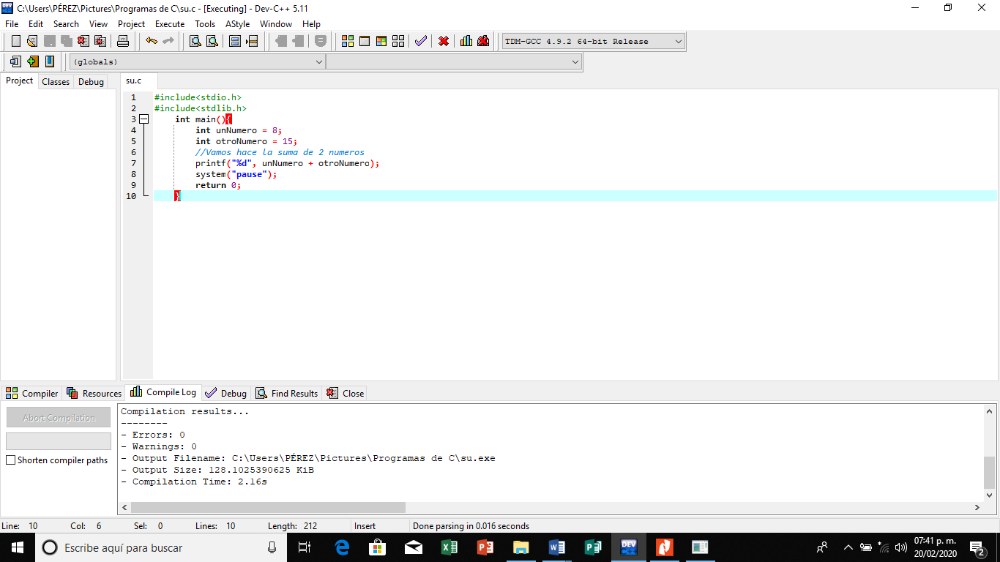 C:\Users\PÉREZ\Pictures\Programas de C\su.c - [Executing] - Dev-C++ 5.11
File Edit Search View Project Execute Tools AStyle Window Help
TDM-GCC 4.9.2 64-bit Release
(globals)
Project Classes Debug
su.c
1 #include<stdio.h>
2 #include<stdlib.h>
3 int main(){
4 int unNumero = 8;
5 int otroNumero = 15;
6 //Vamos hace la suma de 2 numeros
7 printf("%d", unNumero + otroNumero);
8 system("pause");
9 return 0;
10 }
Compiler Resources Compile Log Debug Find Results Close
Abort Compilation
Shorten compiler paths
Compilation results...
--------
- Errors: 0
- Warnings: 0
- Output Filename: C:\Users\PÉREZ\Pictures\Programas de C\su.exe
- Output Size: 128.1025390625 KiB
- Compilation Time: 2.16s
Line: 10 Col: 6 Sel: 0 Lines: 10 Length: 212 Insert Done parsing in 0.016 seconds
Escribe aquí para buscar
DEV
07:41 p. m.
20/02/2020
2